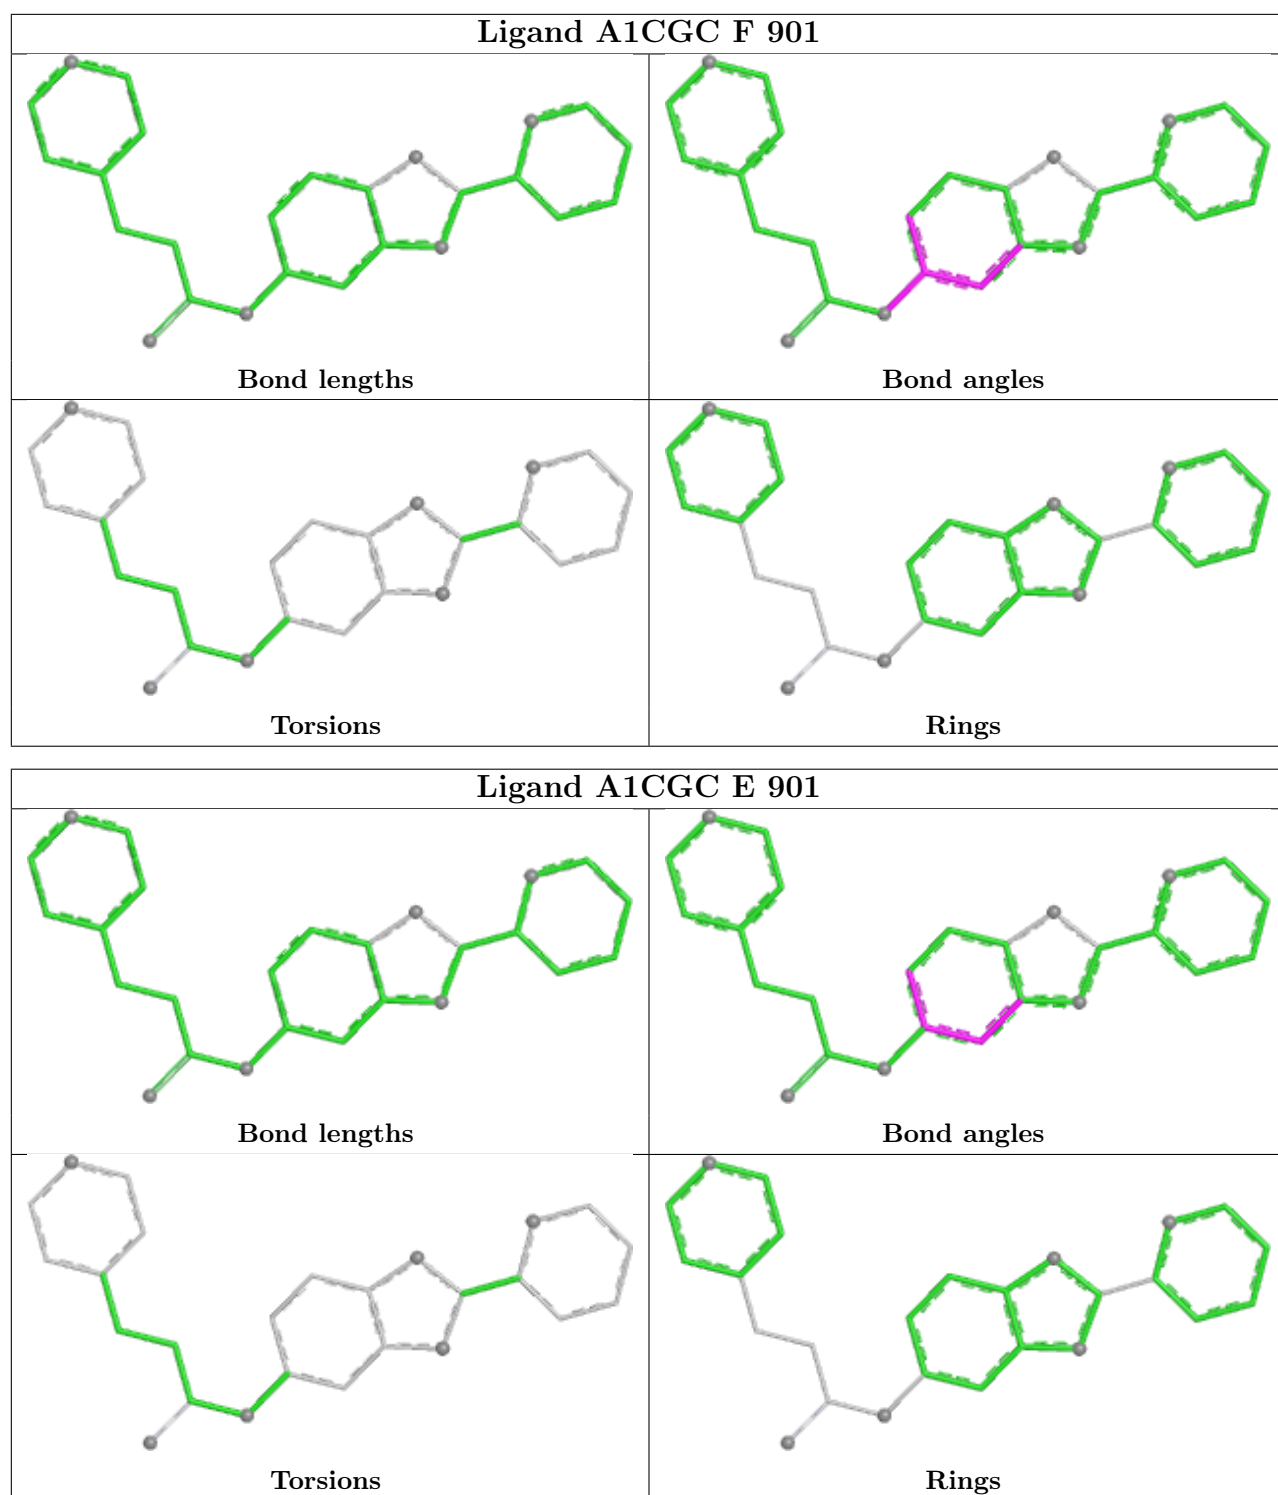 Ligand A1CGC F 901
Bond lengths
Bond angles
Torsions
Rings
Ligand A1CGC E 901
Bond lengths
Bond angles
Torsions
Rings